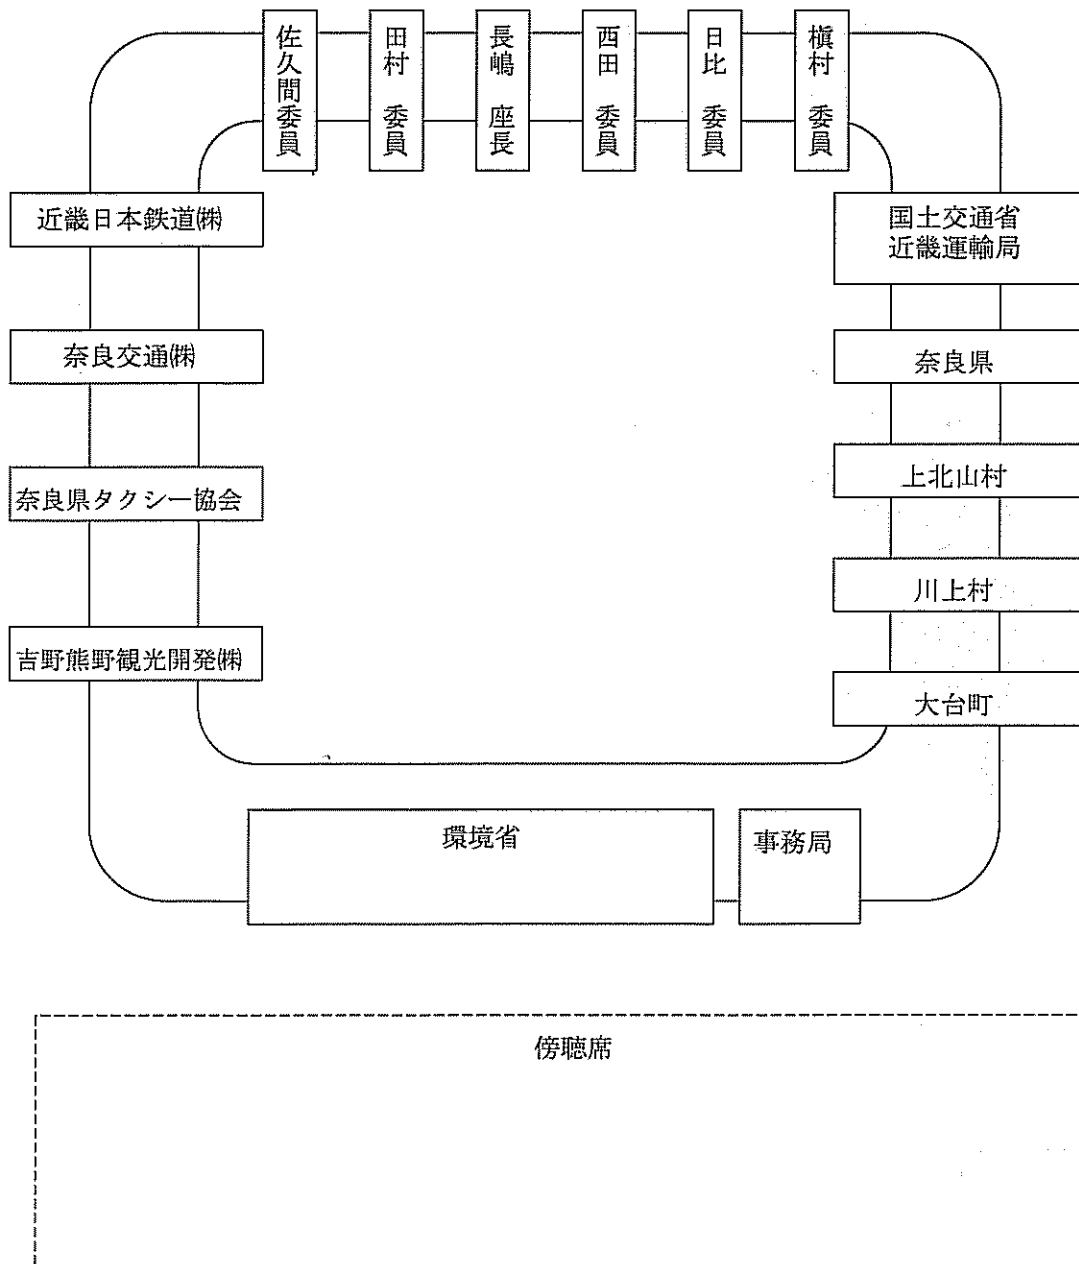 佐久間委員
田村 委員
長嶋 座長
西田 委員
日比 委員
槇村 委員
近畿日本鉄道㈱
奈良交通㈱
奈良県タクシー協会
吉野熊野観光開発㈱
国土交通省
近畿運輸局
奈良県
上北山村
川上村
大台町
環境省
事務局
傍聴席